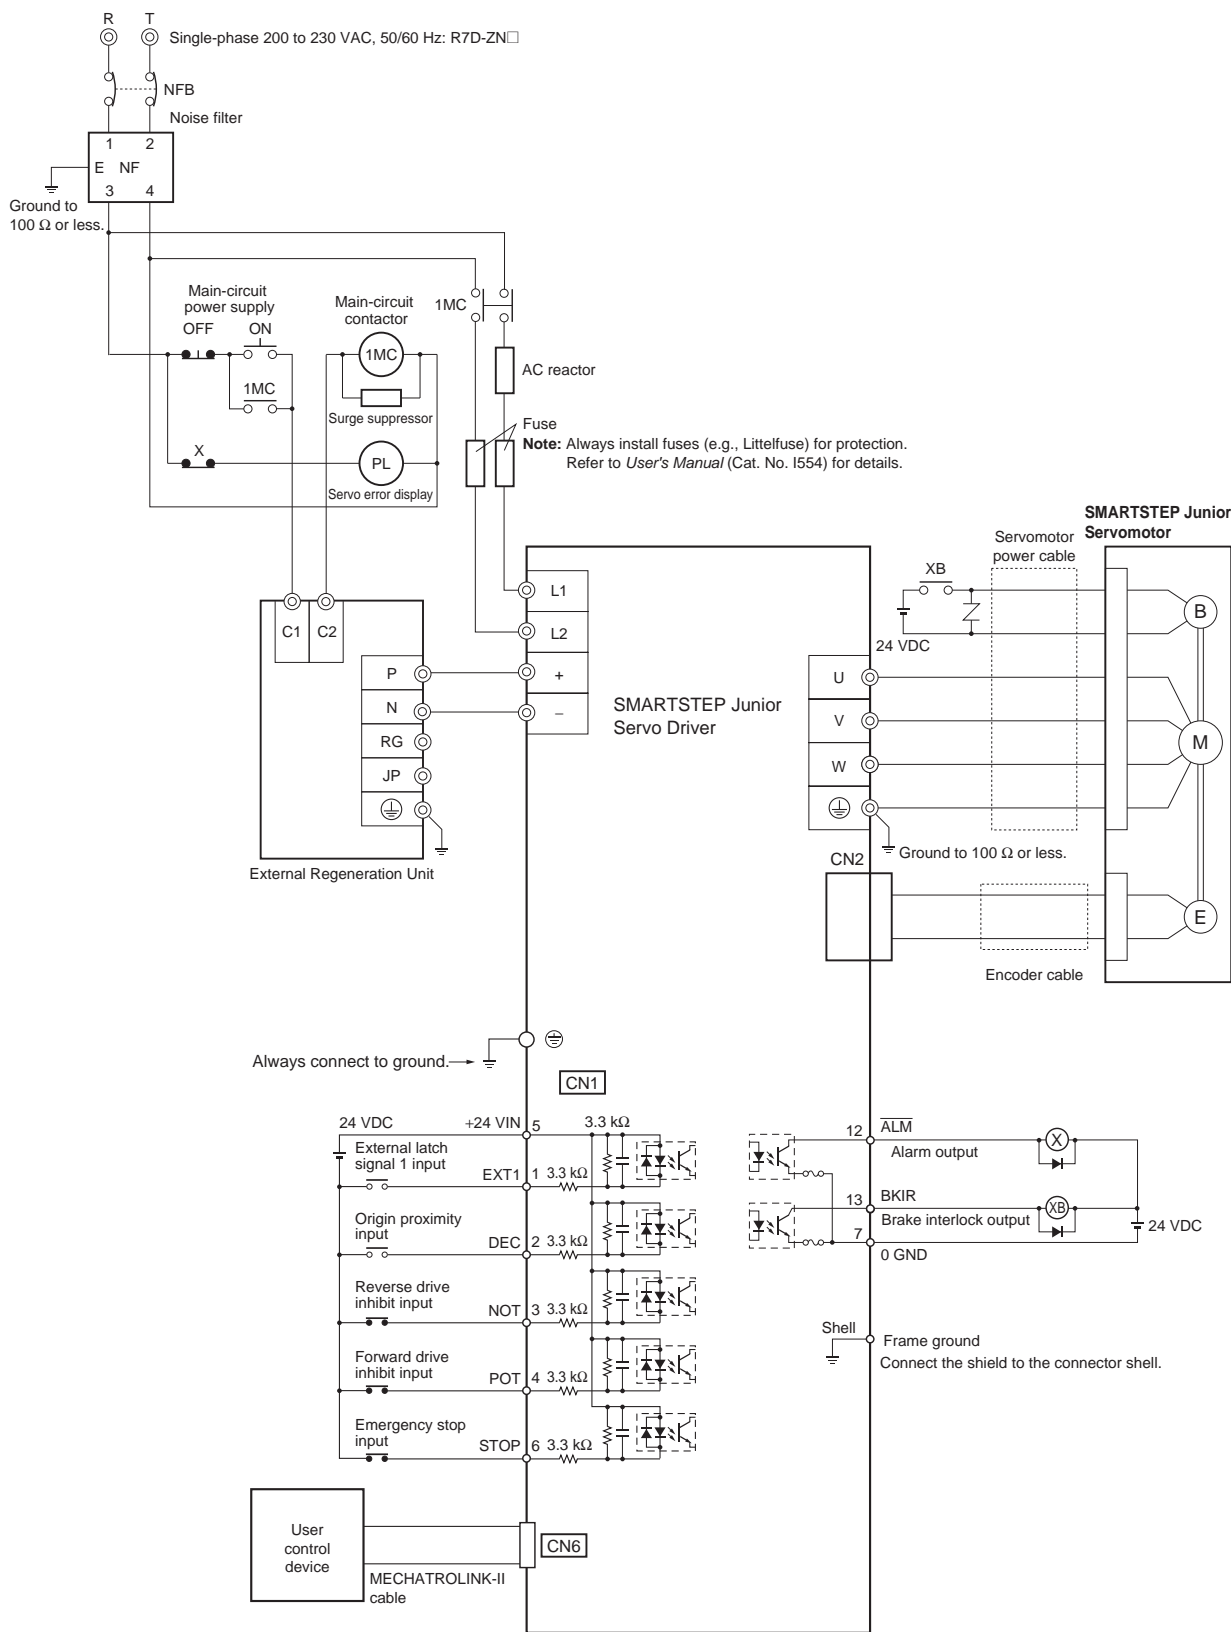 R T
Single-phase 200 to 230 VAC, 50/60 Hz: R7D-ZN□
NFB
Noise filter
1 2
E NF
3 4
Ground to
100 Ω or less.
Main-circuit
power supply
OFF ON
1MC
X
Main-circuit
contactor
1MC
Surge suppressor
PL
Servo error display
1MC
AC reactor
Fuse
Note: Always install fuses (e.g., Littelfuse) for protection.
Refer to User's Manual (Cat. No. I554) for details.
C1 C2
P
N
RG
JP
External Regeneration Unit
L1
L2
+
−
SMARTSTEP Junior
Servo Driver
U
V
W
Ground to 100 Ω or less.
CN2
XB
24 VDC
Servomotor
power cable
SMARTSTEP Junior
Servomotor
B
M
E
Encoder cable
Always connect to ground.
CN1
24 VDC
+24 VIN 5 3.3 kΩ
External latch
signal 1 input
EXT1 1 3.3 kΩ
Origin proximity
input
DEC 2 3.3 kΩ
Reverse drive
inhibit input
NOT 3 3.3 kΩ
Forward drive
inhibit input
POT 4 3.3 kΩ
Emergency stop
input
STOP 6 3.3 kΩ
12 ALM
Alarm output
X
13 BKIR
Brake interlock output
XB
24 VDC
7
0 GND
Shell
Frame ground
Connect the shield to the connector shell.
User
control
device
MECHATROLINK-II
cable
CN6